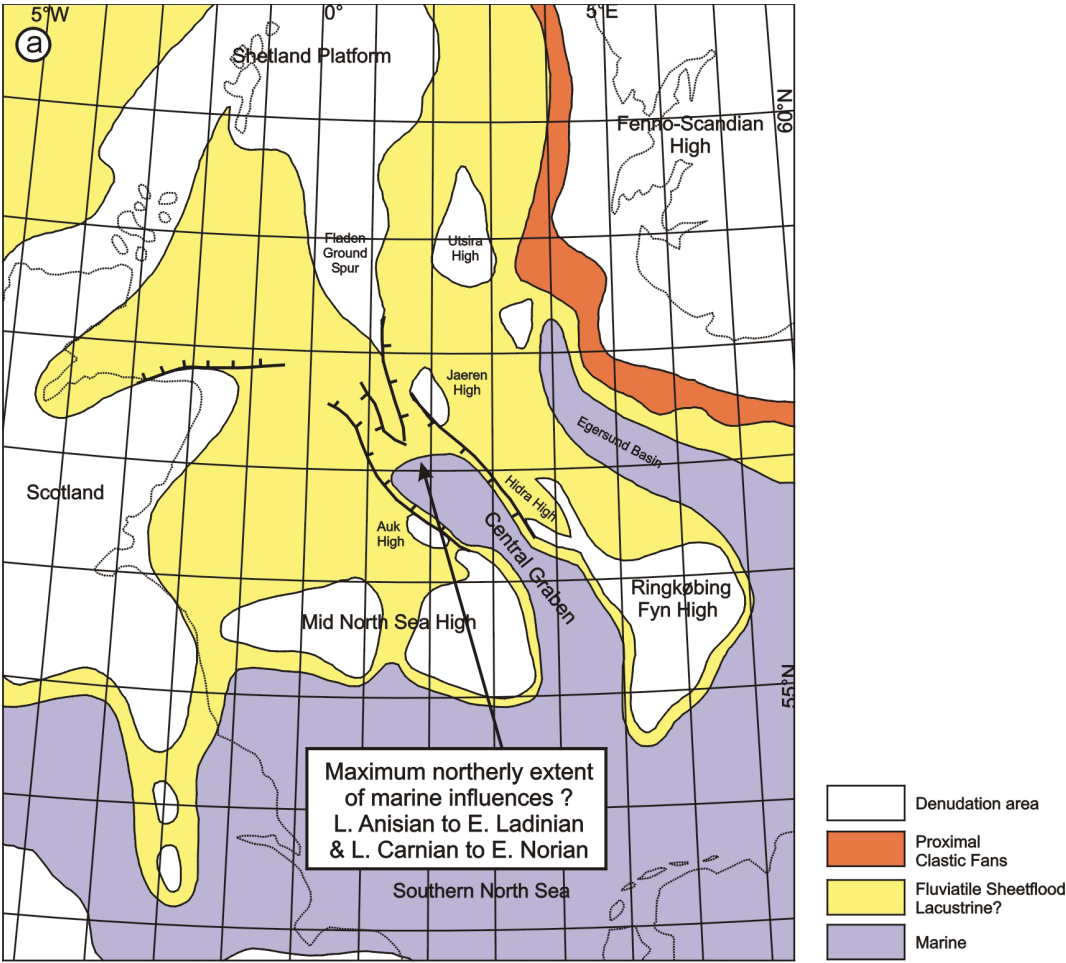 5°W
0°
5°E
a
Shetland Platform
60°N
Fenno-Scandian
High
Fladen
Ground
Spur
Utsira
High
Jaeren
High
Egersund Basin
Scotland
Hidra High
Auk
High
Central Graben
Ringkøbing
Fyn High
Mid North Sea High
55°N
Maximum northerly extent
of marine influences ?
L. Anisian to E. Ladinian
& L. Carnian to E. Norian
Southern North Sea
Denudation area
Proximal
Clastic Fans
Fluviatile Sheetflood
Lacustrine?
Marine